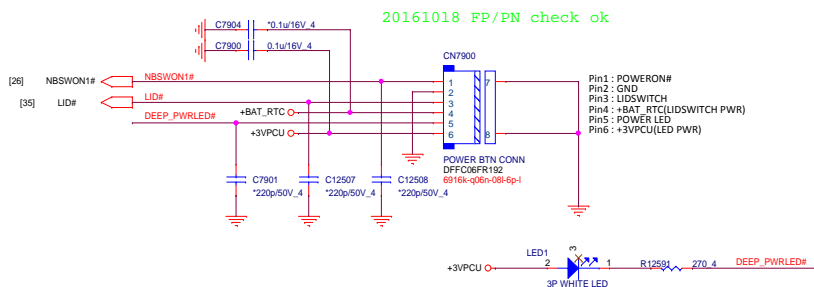 20161018 FP/PN check ok
C7904 *0.1u/16V_4
C7900 0.1u/16V_4
CN7900
[26] NBSWON1# NBSWON1#
[35] LID# LID#
+BAT_RTC
DEEP_PWRLED#
+3VPCU
1
2
3
4
5
6
7
8
Pin1 : POWERON#
Pin2 : GND
Pin3 : LIDSWITCH
Pin4 : +BAT_RTC(LIDSWITCH PWR)
Pin5 : POWER LED
Pin6 : +3VPCU(LED PWR)
POWER BTN CONN
DFFC06FR192
6916k-q06n-08l-6p-l
C7901
*220p/50V_4
C12507
*220p/50V_4
C12508
*220p/50V_4
LED1
+3VPCU 2 3 1 R12591 270_4 DEEP_PWRLED#
3P WHITE LED